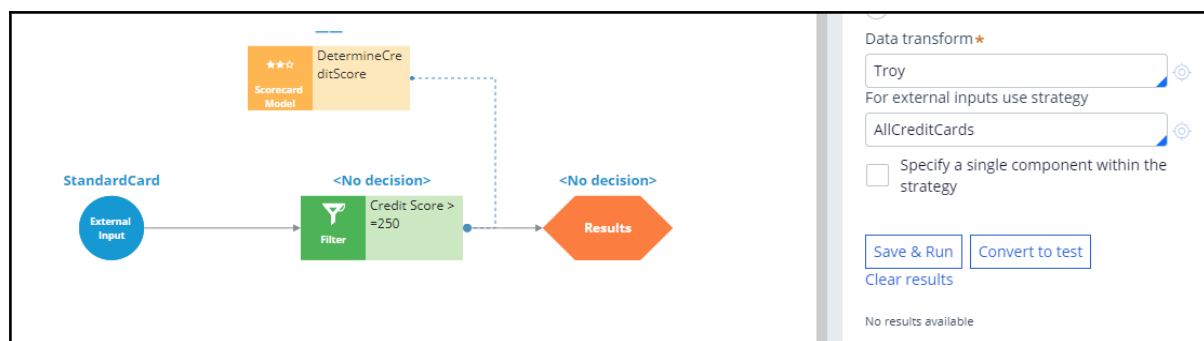 DetermineCre
ditScore
Scorecard
Model
StandardCard
<No decision>
<No decision>
External
Input
Filter
Credit Score >
=250
Results
Data transform★
Troy
For external inputs use strategy
AllCreditCards
Specify a single component within the
strategy
Save & Run
Convert to test
Clear results
No results available